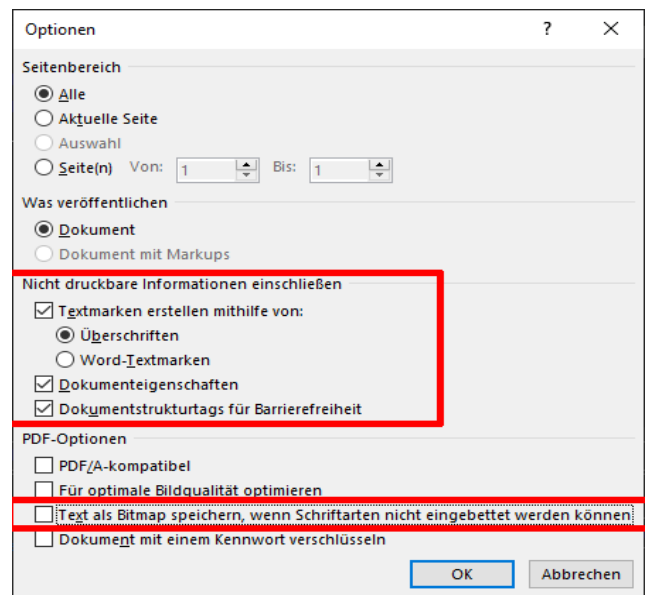 Optionen ?
Seitenbereich
Alle
Aktuelle Seite
Auswahl
Seite(n) Von: 1 Bis: 1
Was veröffentlichen
Dokument
Dokument mit Markups
Nicht druckbare Informationen einschließen
Textmarken erstellen mithilfe von:
Überschriften
Word-Textmarken
Dokumenteigenschaften
Dokumentstrukturtags für Barrierefreiheit
PDF-Optionen
PDF/A-kompatibel
Für optimale Bildqualität optimieren
Text als Bitmap speichern, wenn Schriftarten nicht eingebettet werden können
Dokument mit einem Kennwort verschlüsseln
OK Abbrechen